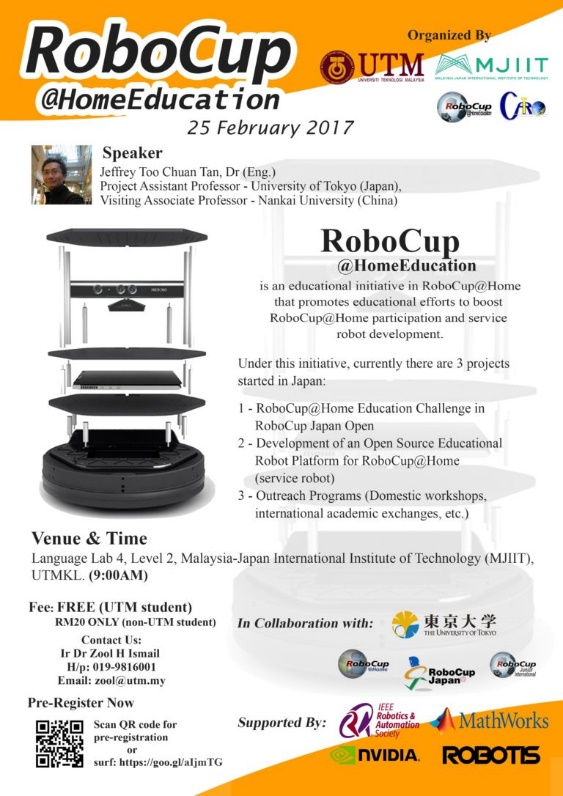 RoboCup
@HomeEducation
25 February 2017
Organized By
UTM
UNIVERSITI TEKNOLOGI MALAYSIA
MJIIT
MALAYSIA-JAPAN INTERNATIONAL INSTITUTE OF TECHNOLOGY
RoboCup
Speaker
Jeffrey Too Chuan Tan, Dr (Eng.)
Project Assistant Professor - University of Tokyo (Japan),
Visiting Associate Professor - Nankai University (China)
RoboCup
@HomeEducation
is an educational initiative in RoboCup@Home
that promotes educational efforts to boost
RoboCup@Home participation and service
robot development.
Under this initiative, currently there are 3 projects
started in Japan:
1 - RoboCup@Home Education Challenge in
RoboCup Japan Open
2 - Development of an Open Source Educational
Robot Platform for RoboCup@Home
(service robot)
3 - Outreach Programs (Domestic workshops,
international academic exchanges, etc.)
Venue & Time
Language Lab 4, Level 2, Malaysia-Japan International Institute of Technology (MJIIT),
UTMKL. (9:00AM)
Fee: FREE (UTM student)
RM20 ONLY (non-UTM student)
Contact Us:
Ir Dr Zool H Ismail
H/p: 019-9816001
Email: zool@utm.my
Pre-Register Now
Scan QR code for
pre-registration
or
surf: https://goo.gl/aIjmTG
In Collaboration with:
東京大学
THE UNIVERSITY OF TOKYO
RoboCup
@Home
RoboCup
Japan
RoboCup
Junior
International
Supported By:
IEEE
Robotics &
Automation
Society
MathWorks
NVIDIA.
ROBOTIS